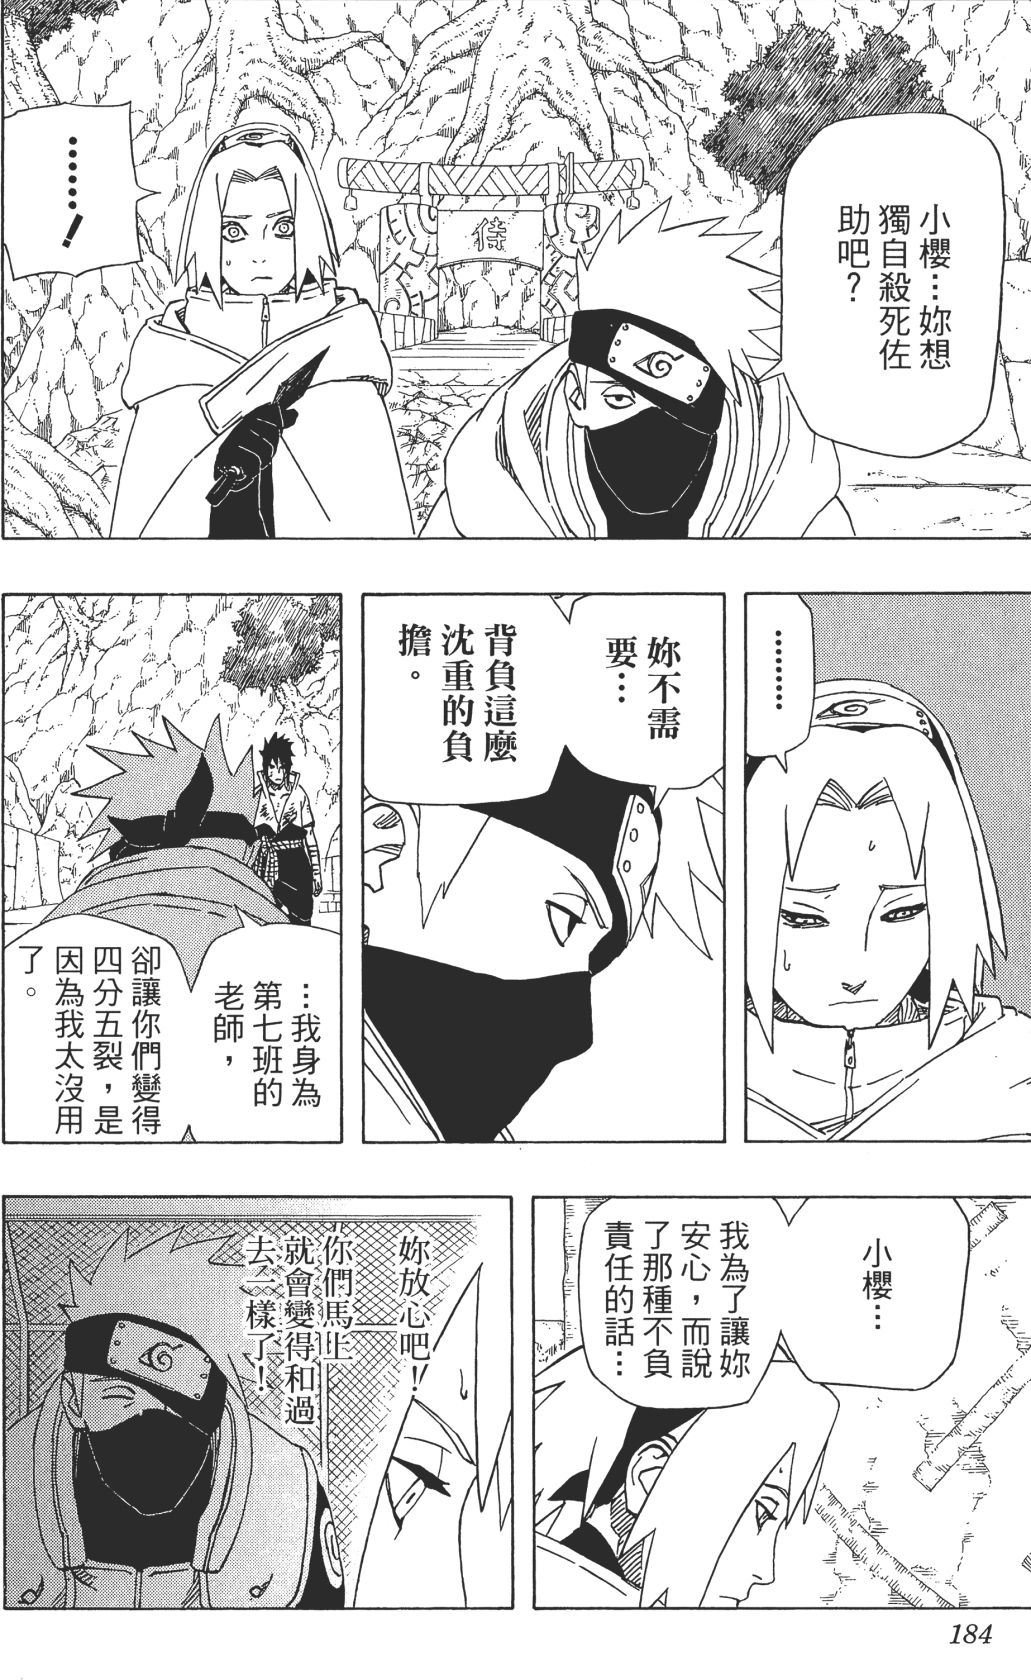 小櫻…妳想
獨自殺死佐
助吧？
侍
……！
………
妳不需
要…
背負這麼
沈重的負
擔。
…我身為
第七班的
老師，
卻讓你們變得
四分五裂，是
因為我太沒用
了。
小櫻…
我為了讓妳
安心，而說
了那種不負
責任的話…
妳放心吧！
你們馬上
就會變得和過
去一樣了！
184